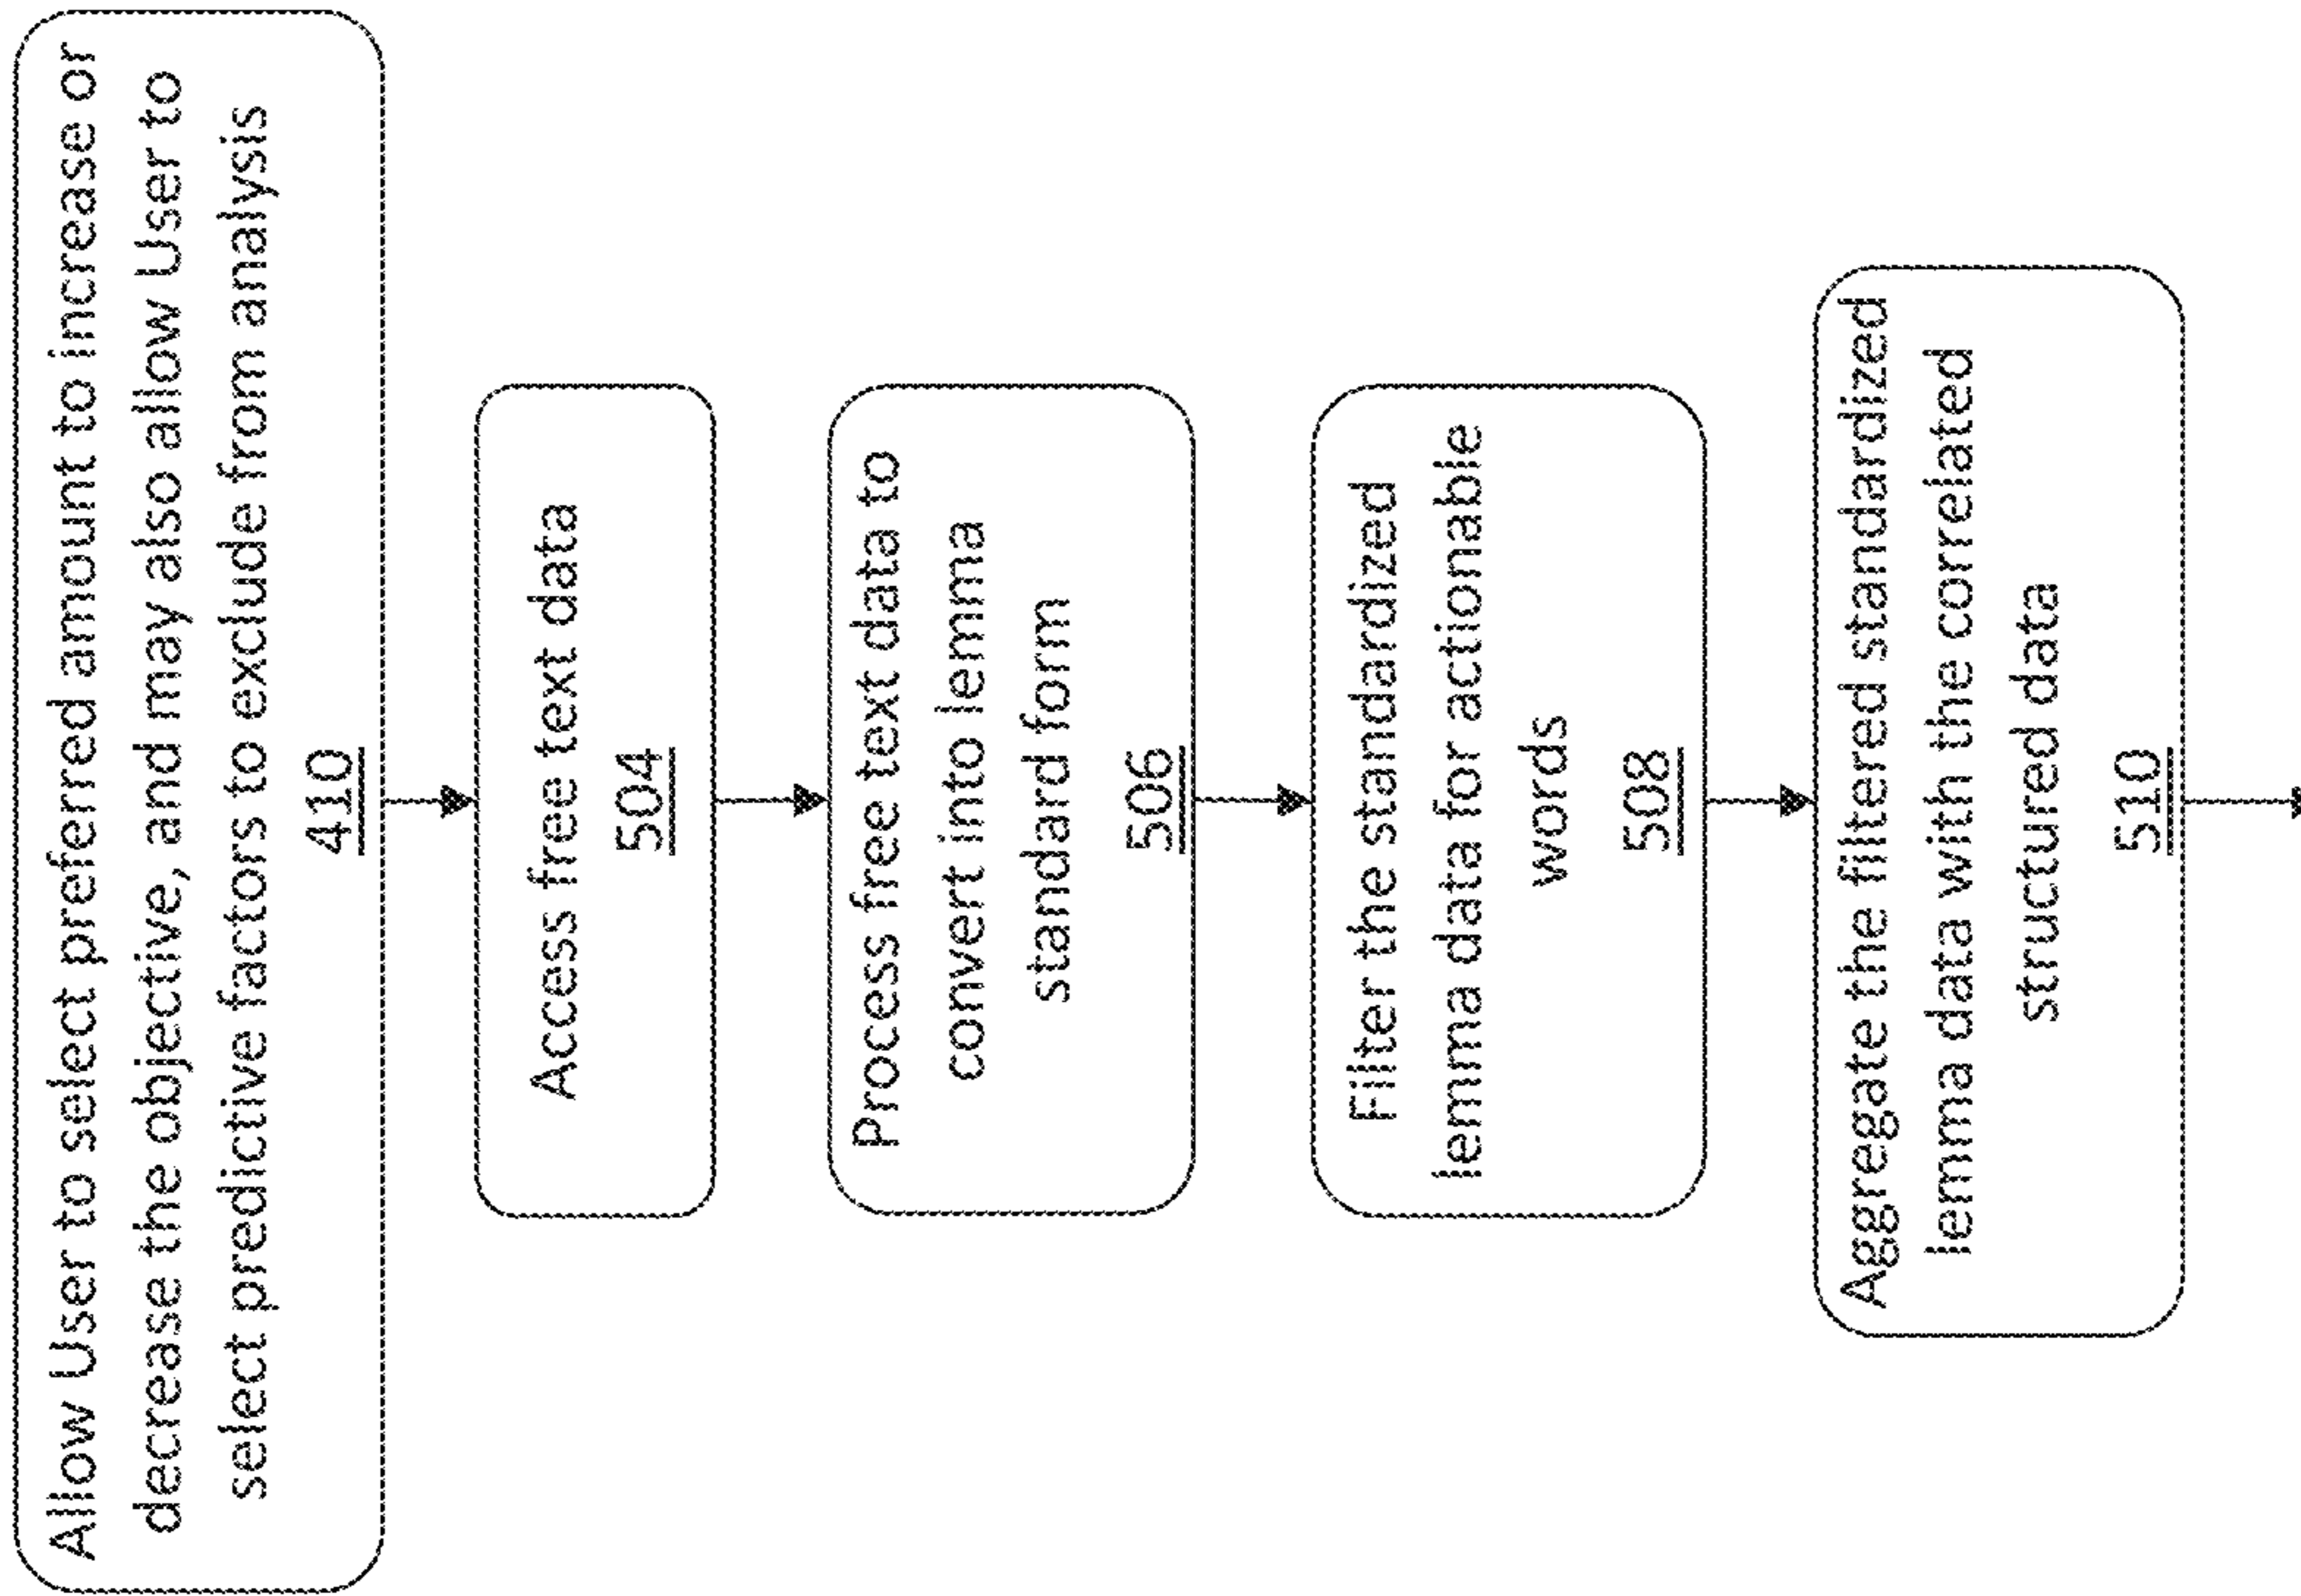 Allow User to select preferred amount to increase or
decrease the objective, and may also allow User to
select predictive factors to exclude from analysis
410
Access free text data
504
Process free text data to
convert into lemma
standard form
506
Filter the standardized
lemma data for actionable
words
508
Aggregate the filtered standardized
lemma data with the correlated
structured data
510